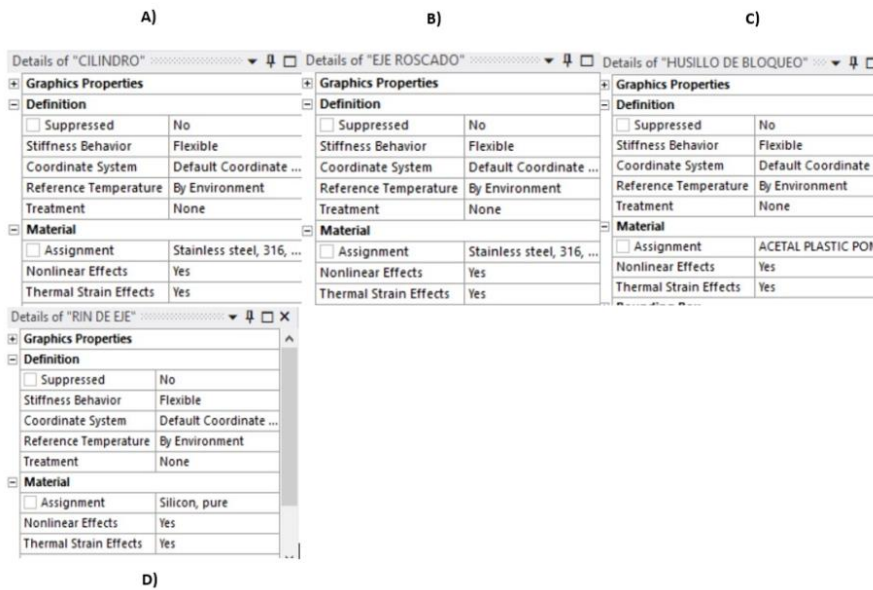 A)
B)
C)
Details of "CILINDRO"
Graphics Properties
Definition
Suppressed No
Stiffness Behavior Flexible
Coordinate System Default Coordinate ...
Reference Temperature By Environment
Treatment None
Material
Assignment Stainless steel, 316, ...
Nonlinear Effects Yes
Thermal Strain Effects Yes
Details of "EJE ROSCADO"
Graphics Properties
Definition
Suppressed No
Stiffness Behavior Flexible
Coordinate System Default Coordinate ...
Reference Temperature By Environment
Treatment None
Material
Assignment Stainless steel, 316, ...
Nonlinear Effects Yes
Thermal Strain Effects Yes
Details of "HUSILLO DE BLOQUEO"
Graphics Properties
Definition
Suppressed No
Stiffness Behavior Flexible
Coordinate System Default Coordinate
Reference Temperature By Environment
Treatment None
Material
Assignment ACETAL PLASTIC POM
Nonlinear Effects Yes
Thermal Strain Effects Yes
Details of "RIN DE EJE"
Graphics Properties
Definition
Suppressed No
Stiffness Behavior Flexible
Coordinate System Default Coordinate ...
Reference Temperature By Environment
Treatment None
Material
Assignment Silicon, pure
Nonlinear Effects Yes
Thermal Strain Effects Yes
D)